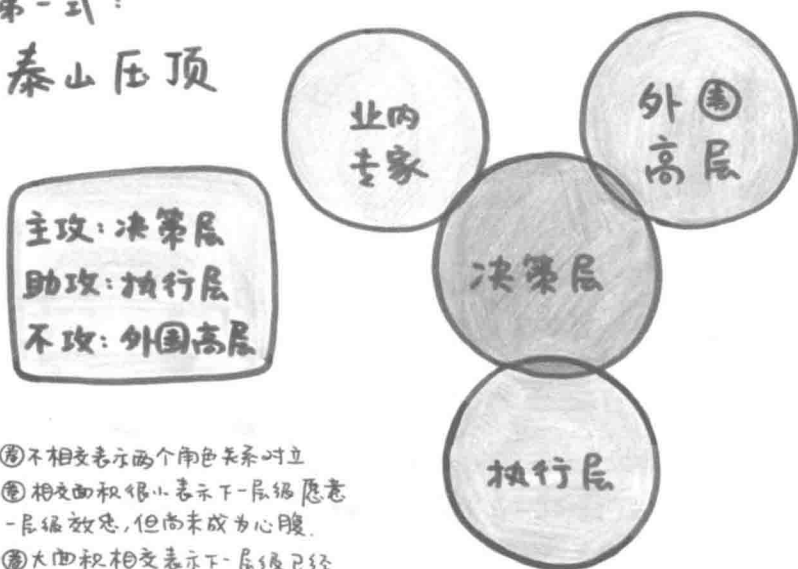 第一式：
泰山压顶
业内
专家
外圈
高层
决策层
执行层
主攻：决策层
助攻：执行层
不攻：外圈高层
圈不相交表示两个角色关系对立
圈相交面积很小表示下一层级愿意
一层级效忠，但尚未成为心腹.
圈大面积相交表示下一层级已经